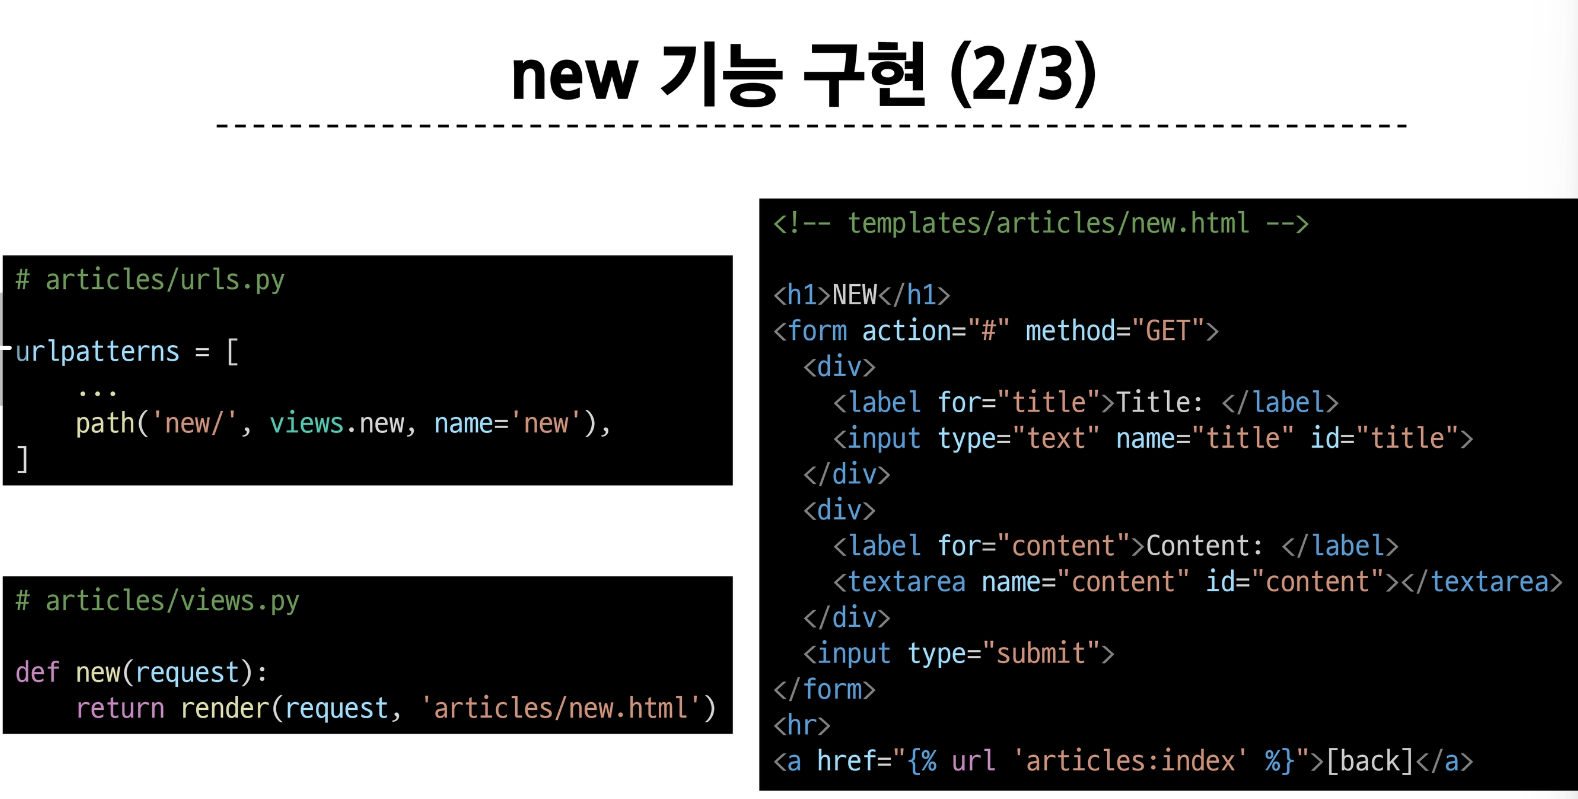 new 기능 구현 (2/3)
# articles/urls.py
urlpatterns = [
    ...
    path('new/', views.new, name='new'),
]
# articles/views.py
def new(request):
    return render(request, 'articles/new.html')
<!-- templates/articles/new.html -->
<h1>NEW</h1>
<form action="#" method="GET">
  <div>
    <label for="title">Title: </label>
    <input type="text" name="title" id="title">
  </div>
  <div>
    <label for="content">Content: </label>
    <textarea name="content" id="content"></textarea>
  </div>
  <input type="submit">
</form>
<hr>
<a href="{% url 'articles:index' %}">[back]</a>